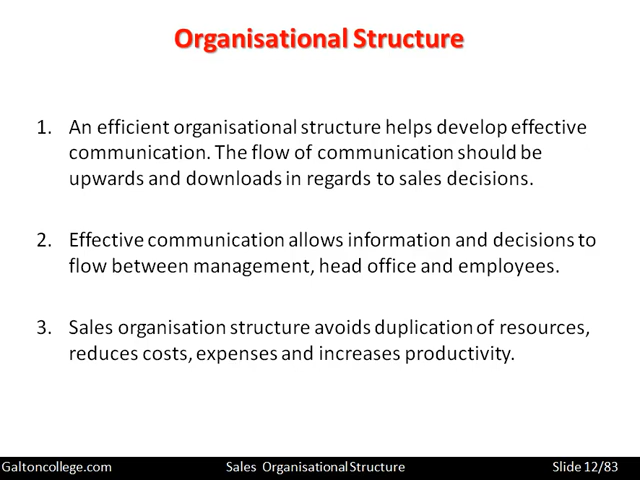 Organisational Structure
1. An efficient organisational structure helps develop effective
communication. The flow of communication should be
upwards and downloads in regards to sales decisions.
2. Effective communication allows information and decisions to
flow between management, head office and employees.
3. Sales organisation structure avoids duplication of resources,
reduces costs, expenses and increases productivity.
Galtoncollege.com Sales Organisational Structure Slide 12/83